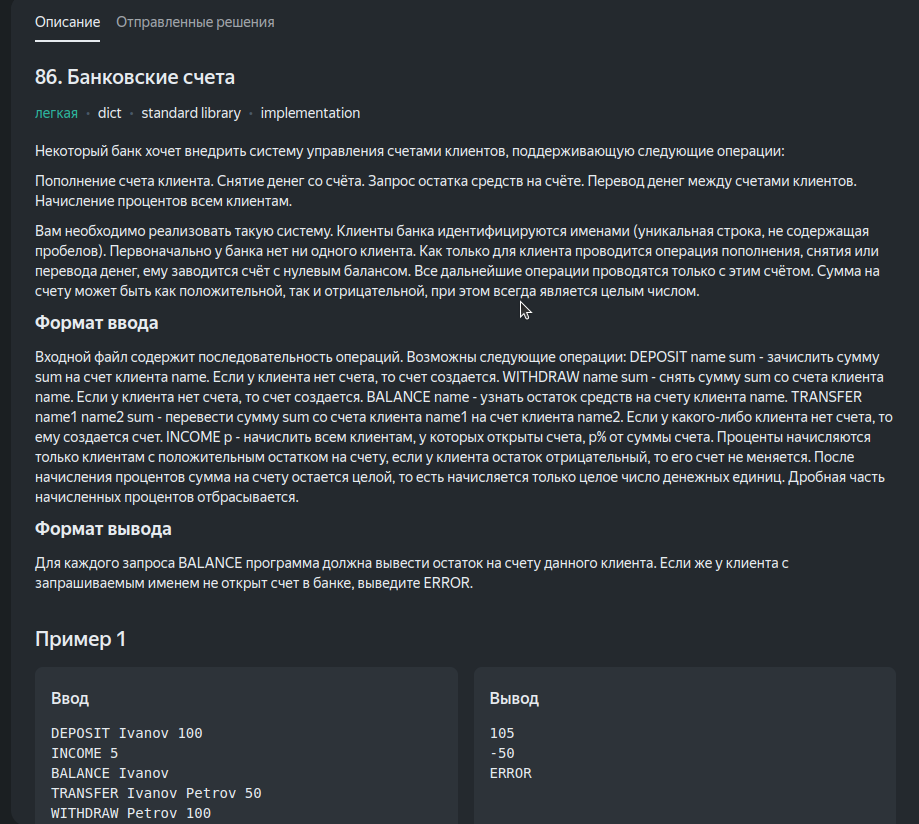 Описание Отправленные решения
86. Банковские счета
легкая · dict · standard library · implementation
Некоторый банк хочет внедрить систему управления счетами клиентов, поддерживающую следующие операции:
Пополнение счета клиента. Снятие денег со счёта. Запрос остатка средств на счёте. Перевод денег между счетами клиентов.
Начисление процентов всем клиентам.
Вам необходимо реализовать такую систему. Клиенты банка идентифицируются именами (уникальная строка, не содержащая
пробелов). Первоначально у банка нет ни одного клиента. Как только для клиента проводится операция пополнения, снятия или
перевода денег, ему заводится счёт с нулевым балансом. Все дальнейшие операции проводятся только с этим счётом. Сумма на
счету может быть как положительной, так и отрицательной, при этом всегда является целым числом.
Формат ввода
Входной файл содержит последовательность операций. Возможны следующие операции: DEPOSIT name sum - зачислить сумму
sum на счет клиента name. Если у клиента нет счета, то счет создается. WITHDRAW name sum - снять сумму sum со счета клиента
name. Если у клиента нет счета, то счет создается. BALANCE name - узнать остаток средств на счету клиента name. TRANSFER
name1 name2 sum - перевести сумму sum со счета клиента name1 на счет клиента name2. Если у какого-либо клиента нет счета, то
ему создается счет. INCOME p - начислить всем клиентам, у которых открыты счета, p% от суммы счета. Проценты начисляются
только клиентам с положительным остатком на счету, если у клиента остаток отрицательный, то его счет не меняется. После
начисления процентов сумма на счету остается целой, то есть начисляется только целое число денежных единиц. Дробная часть
начисленных процентов отбрасывается.
Формат вывода
Для каждого запроса BALANCE программа должна вывести остаток на счету данного клиента. Если же у клиента с
запрашиваемым именем не открыт счет в банке, выведите ERROR.
Пример 1
Ввод
DEPOSIT Ivanov 100
INCOME 5
BALANCE Ivanov
TRANSFER Ivanov Petrov 50
WITHDRAW Petrov 100
Вывод
105
-50
ERROR